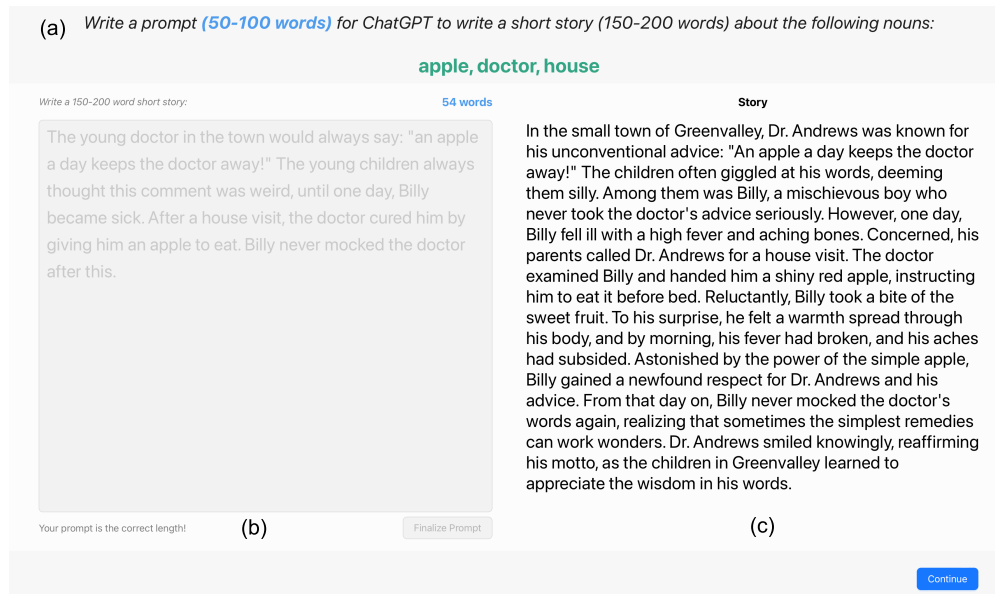 (a) Write a prompt (50-100 words) for ChatGPT to write a short story (150-200 words) about the following nouns:
apple, doctor, house
Write a 150-200 word short story:
54 words
The young doctor in the town would always say: "an apple
a day keeps the doctor away!" The young children always
thought this comment was weird, until one day, Billy
became sick. After a house visit, the doctor cured him by
giving him an apple to eat. Billy never mocked the doctor
after this.
Your prompt is the correct length!
(b)
Finalize Prompt
Story
In the small town of Greenvalley, Dr. Andrews was known for
his unconventional advice: "An apple a day keeps the doctor
away!" The children often giggled at his words, deeming
them silly. Among them was Billy, a mischievous boy who
never took the doctor's advice seriously. However, one day,
Billy fell ill with a high fever and aching bones. Concerned, his
parents called Dr. Andrews for a house visit. The doctor
examined Billy and handed him a shiny red apple, instructing
him to eat it before bed. Reluctantly, Billy took a bite of the
sweet fruit. To his surprise, he felt a warmth spread through
his body, and by morning, his fever had broken, and his aches
had subsided. Astonished by the power of the simple apple,
Billy gained a newfound respect for Dr. Andrews and his
advice. From that day on, Billy never mocked the doctor's
words again, realizing that sometimes the simplest remedies
can work wonders. Dr. Andrews smiled knowingly, reaffirming
his motto, as the children in Greenvalley learned to
appreciate the wisdom in his words.
(c)
Continue